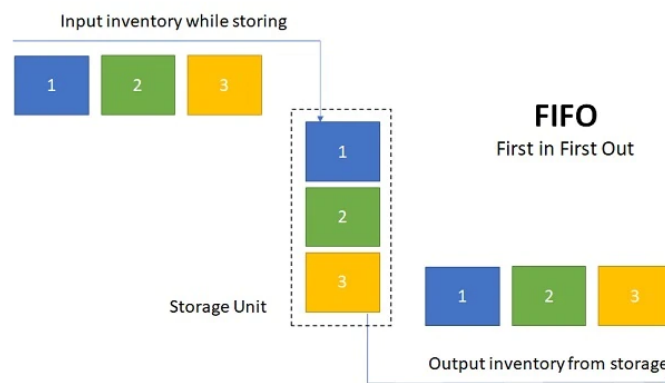 Input inventory while storing
1
2
3
FIFO
First in First Out
1
2
3
Storage Unit
1
2
3
Output inventory from storage